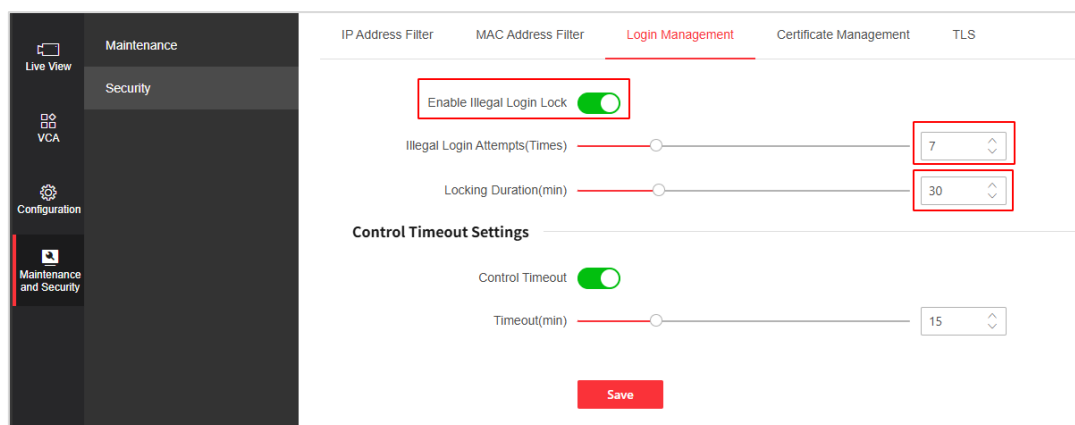 Live View
VCA
Configuration
Maintenance
and Security
Maintenance
Security
IP Address Filter MAC Address Filter Login Management Certificate Management TLS
Enable Illegal Login Lock
Illegal Login Attempts(Times) 7
Locking Duration(min) 30
Control Timeout Settings
Control Timeout
Timeout(min) 15
Save